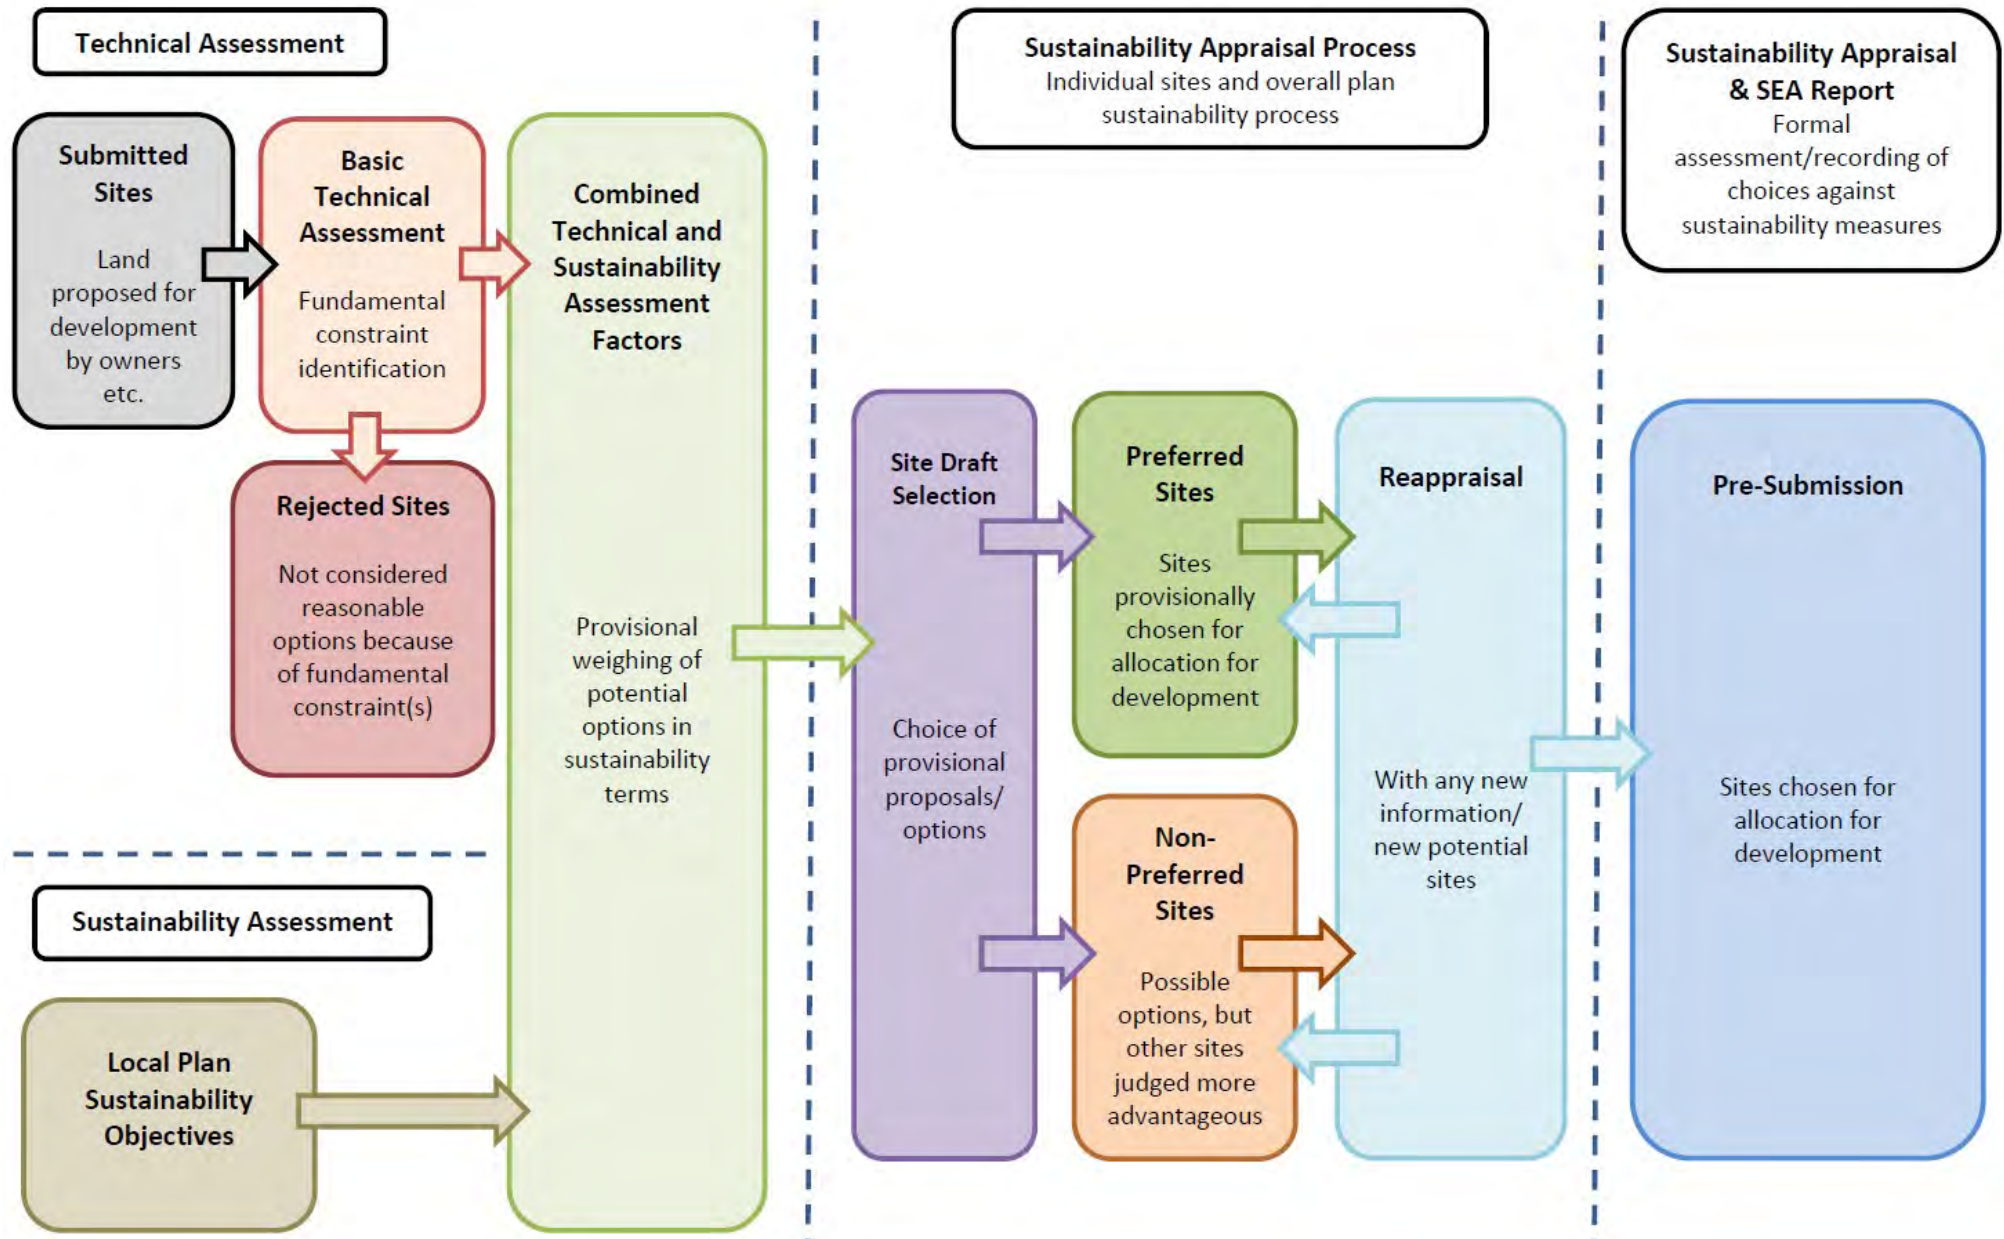 Technical Assessment
Submitted
Sites
Land
proposed for
development
by owners
etc.
Basic
Technical
Assessment
Fundamental
constraint
identification
Rejected Sites
Not considered
reasonable
options because
of fundamental
constraint(s)
Sustainability Assessment
Local Plan
Sustainability
Objectives
Combined
Technical and
Sustainability
Assessment
Factors
Provisional
weighing of
potential
options in
sustainability
terms
Sustainability Appraisal Process
Individual sites and overall plan
sustainability process
Site Draft
Selection
Choice of
provisional
proposals/
options
Preferred
Sites
Sites
provisionally
chosen for
allocation for
development
Non-
Preferred
Sites
Possible
options, but
other sites
judged more
advantageous
Reappraisal
With any new
information/
new potential
sites
Sustainability Appraisal
& SEA Report
Formal
assessment/recording of
choices against
sustainability measures
Pre-Submission
Sites chosen for
allocation for
development